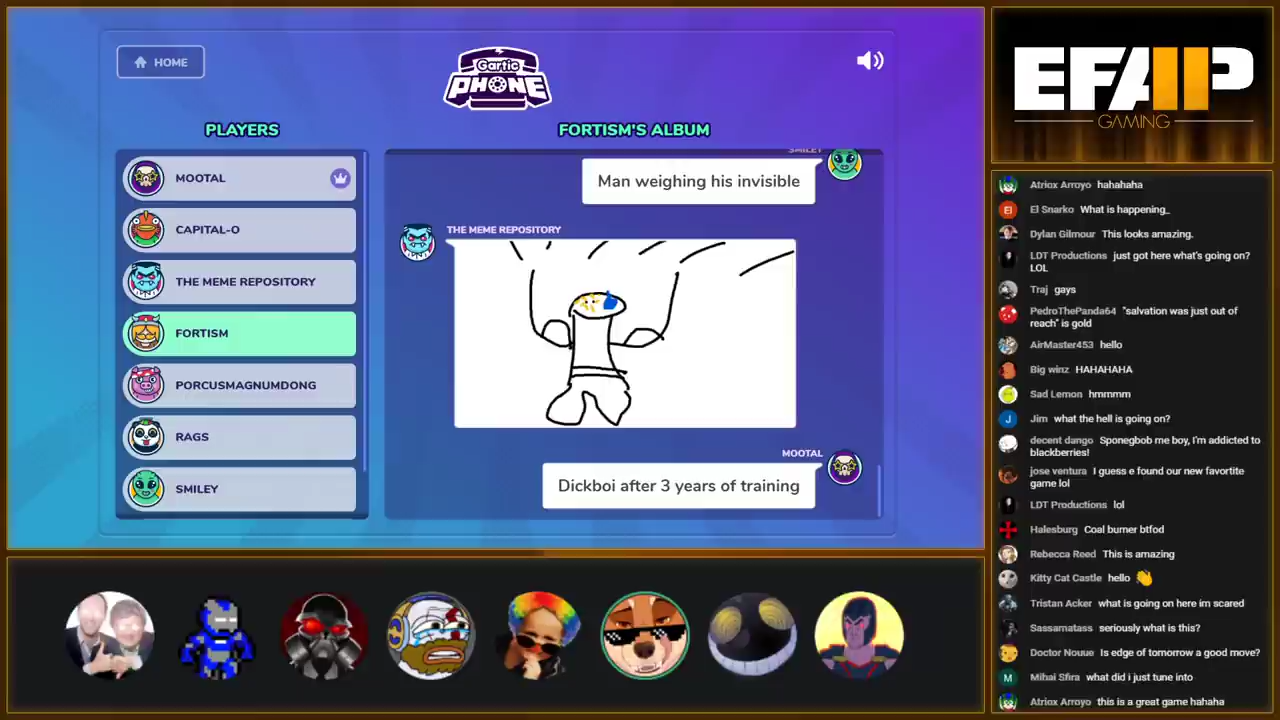 HOME
Gartic
PHONE
PLAYERS
MOOTAL
CAPITAL-O
THE MEME REPOSITORY
FORTISM
PORCUSMAGNUMDONG
RAGS
SMILEY
FORTISM'S ALBUM
SMILEY
Man weighing his invisible
THE MEME REPOSITORY
MOOTAL
Dickboi after 3 years of training
EFAP
GAMING
Atriox Arroyo hahahaha
El El Snarko What is happening_
Dylan Gilmour This looks amazing.
LDT Productions just got here what's going on?
LOL
Traj gays
PedroThePanda64 "salvation was just out of
reach" is gold
AirMaster453 hello
Big winz HAHAHAHA
Sad Lemon hmmmm
J Jim what the hell is going on?
decent dango Sponegbob me boy, I'm addicted to
blackberries!
jose ventura I guess e found our new favortite
game lol
LDT Productions lol
Halesburg Coal burner btfod
Rebecca Reed This is amazing
Kitty Cat Castle hello 👋
Tristan Acker what is going on here im scared
Sassamatass seriously what is this?
Doctor Nouue Is edge of tomorrow a good move?
M Mihai Sfira what did i just tune into
Atriox Arroyo this is a great game hahaha